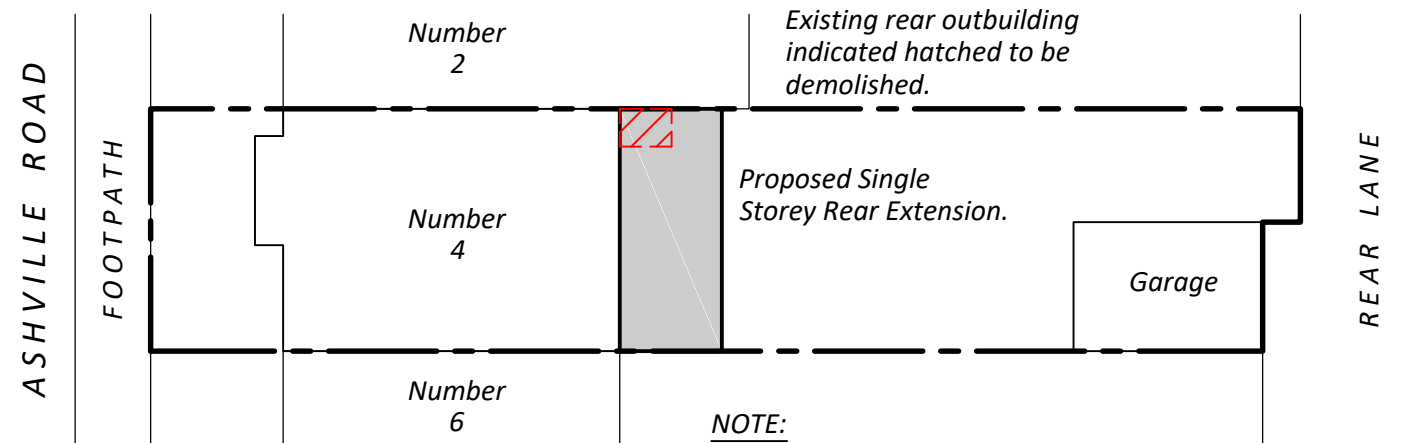 ASHVILLE ROAD
FOOTPATH
Number
2
Existing rear outbuilding
indicated hatched to be
demolished.
Number
4
Proposed Single
Storey Rear Extension.
Garage
REAR LANE
Number
6
NOTE: